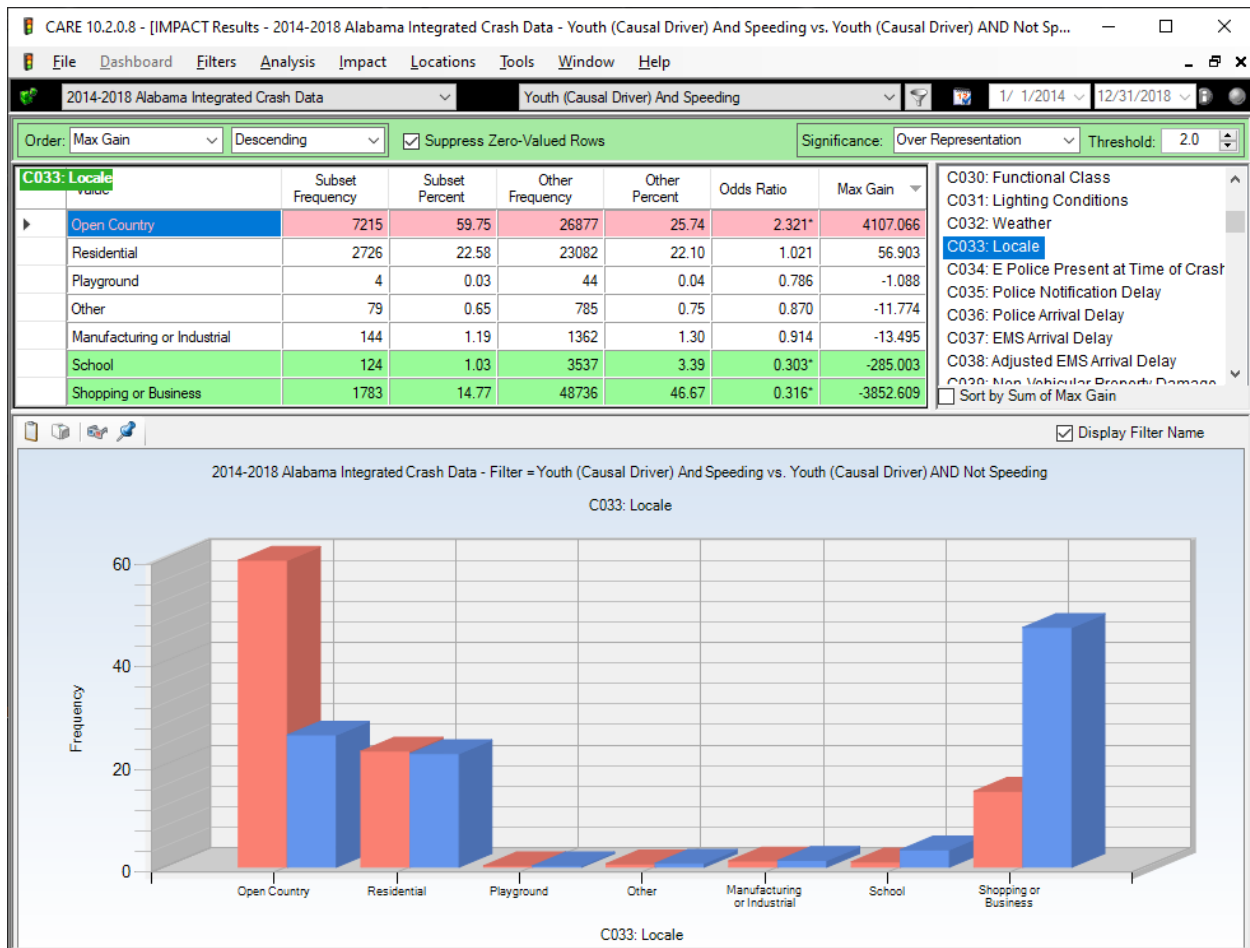 CARE 10.2.0.8 - [IMPACT Results - 2014-2018 Alabama Integrated Crash Data - Youth (Causal Driver) And Speeding vs. Youth (Causal Driver) AND Not Sp...
File Dashboard Filters Analysis Impact Locations Tools Window Help
2014-2018 Alabama Integrated Crash Data Youth (Causal Driver) And Speeding 1/ 1/2014 12/31/2018
Order: Max Gain Descending Suppress Zero-Valued Rows Significance: Over Representation Threshold: 2.0
C033: Locale
Value Subset Frequency Subset Percent Other Frequency Other Percent Odds Ratio Max Gain
Open Country 7215 59.75 26877 25.74 2.321* 4107.066
Residential 2726 22.58 23082 22.10 1.021 56.903
Playground 4 0.03 44 0.04 0.786 -1.088
Other 79 0.65 785 0.75 0.870 -11.774
Manufacturing or Industrial 144 1.19 1362 1.30 0.914 -13.495
School 124 1.03 3537 3.39 0.303* -285.003
Shopping or Business 1783 14.77 48736 46.67 0.316* -3852.609
C030: Functional Class
C031: Lighting Conditions
C032: Weather
C033: Locale
C034: E Police Present at Time of Crash
C035: Police Notification Delay
C036: Police Arrival Delay
C037: EMS Arrival Delay
C038: Adjusted EMS Arrival Delay
C039: Non-Vehicular Property Damage
Sort by Sum of Max Gain
Display Filter Name
2014-2018 Alabama Integrated Crash Data - Filter = Youth (Causal Driver) And Speeding vs. Youth (Causal Driver) AND Not Speeding
C033: Locale
Frequency
60
40
20
0
Open Country Residential Playground Other Manufacturing or Industrial School Shopping or Business
C033: Locale